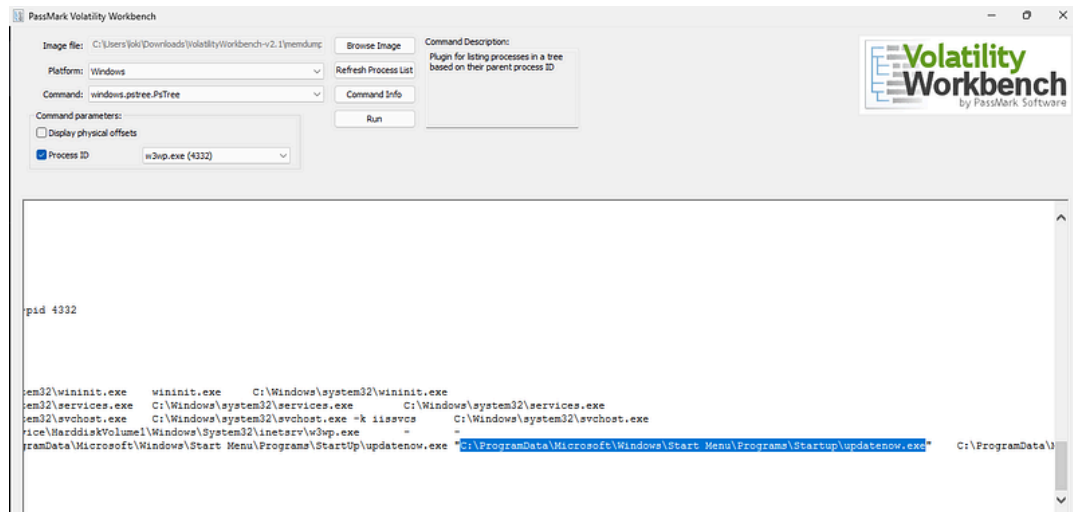 PassMark Volatility Workbench
Image file: C:\Users\loki\Downloads\VolatilityWorkbench-v2.1\memdump
Browse Image
Command Description:
Platform: Windows
Refresh Process List
Plugin for listing processes in a tree
based on their parent process ID
Command: windows.pstree.PsTree
Command Info
Command parameters:
Run
Display physical offsets
Process ID w3wp.exe (4332)
Volatility
Workbench
by PassMark Software
pid 4332
tem32\wininit.exe wininit.exe C:\Windows\system32\wininit.exe
tem32\services.exe C:\Windows\system32\services.exe C:\Windows\system32\services.exe
tem32\svchost.exe C:\Windows\system32\svchost.exe -k iissvcs C:\Windows\system32\svchost.exe
vice\HarddiskVolume1\Windows\System32\inetsrv\w3wp.exe - -
gramData\Microsoft\Windows\Start Menu\Programs\StartUp\updatenow.exe "C:\ProgramData\Microsoft\Windows\Start Menu\Programs\Startup\updatenow.exe" C:\ProgramData\M